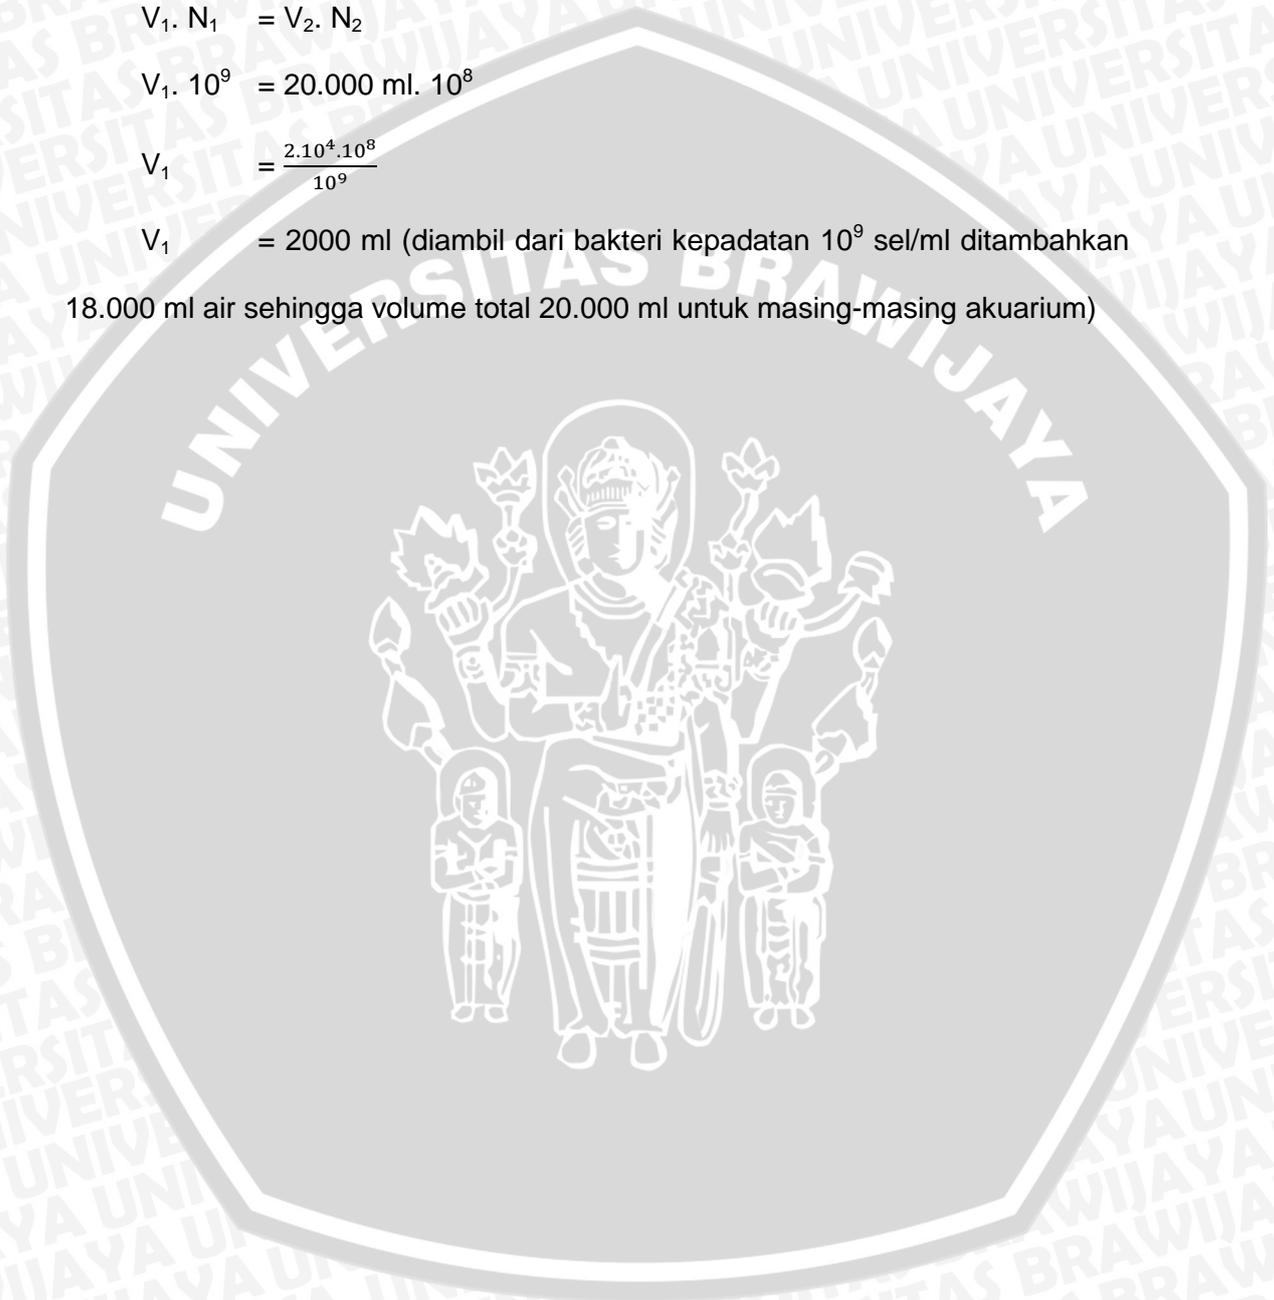 V₁. N₁ = V₂. N₂
V₁. 10⁹ = 20.000 ml. 10⁸
V₁ = 2.10⁴.10⁸ / 10⁹
V₁ = 2000 ml (diambil dari bakteri kepadatan 10⁹ sel/ml ditambahkan
18.000 ml air sehingga volume total 20.000 ml untuk masing-masing akuarium)
UNIVERSITAS BRAWIJAYA